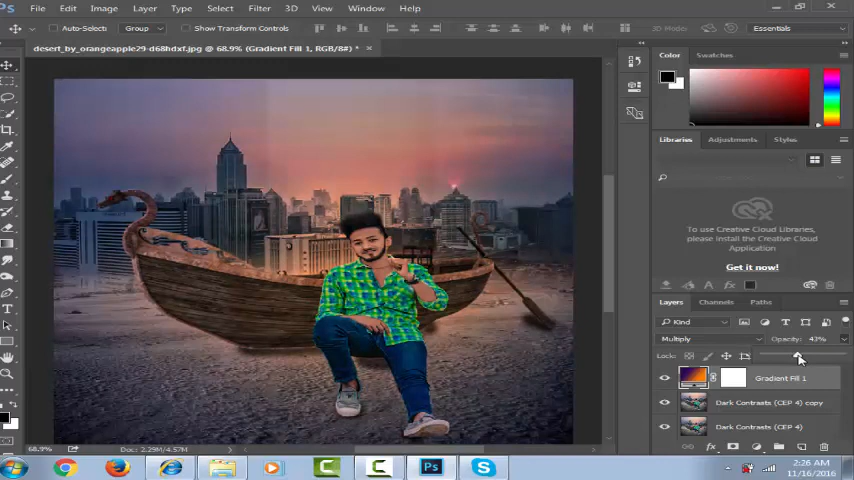 File Edit Image Layer Type Select Filter 3D View Window Help
Auto-Select: Group Show Transform Controls 3D Mode: Essentials
desert_by_orangeapple29-d68hdxf.jpg @ 68.9% (Gradient Fill 1, RGB/8#) * ×
Color Swatches
Libraries Adjustments Styles
To use Creative Cloud Libraries,
please install the Creative Cloud
Application
Get it now!
Layers Channels Paths
Kind
Multiply Opacity: 43%
Lock:
Gradient Fill 1
Dark Contrasts (CEP 4) copy
Dark Contrasts (CEP 4)
fx
68.9% Doc: 2.29M/4.57M
Ps
2:26 AM
11/16/2016